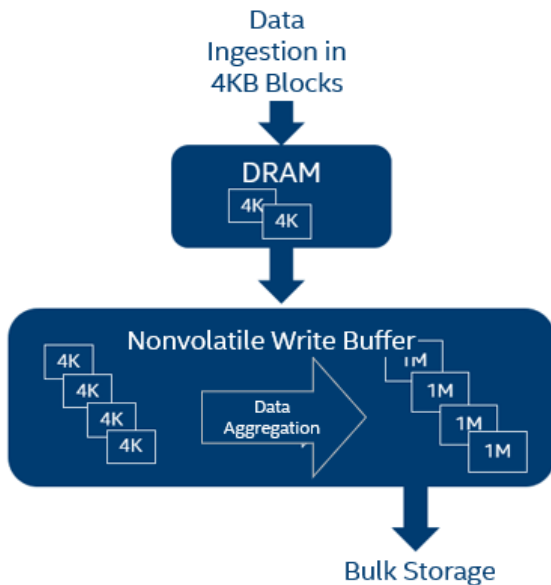 Data
Ingestion in
4KB Blocks
DRAM
4K
4K
Nonvolatile Write Buffer
4K
4K
4K
4K
Data
Aggregation
1M
1M
1M
1M
Bulk Storage